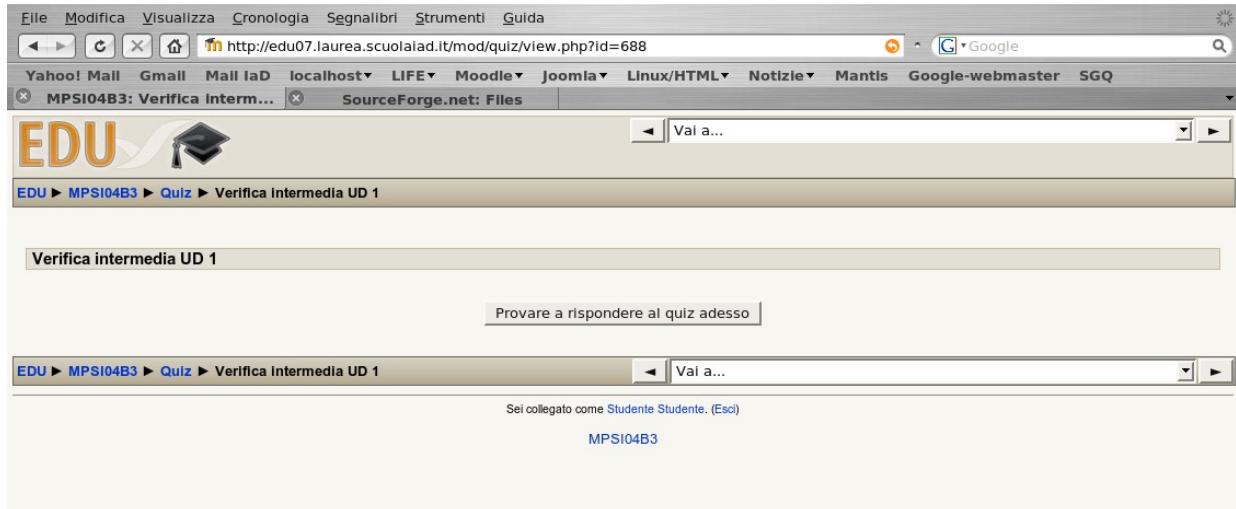 File Modifica Visualizza Cronologia Segnalibri Strumenti Guida
http://edu07.laurea.scuolaiad.it/mod/quiz/view.php?id=688 G Google
Yahoo! Mail Gmail Mail IaD localhost LIFE Moodle Joomla Linux/HTML Notizie Mantis Google-webmaster SGQ
MPSI04B3: Verifica interm... SourceForge.net: Files
EDU Vai a...
EDU ► MPSI04B3 ► Quiz ► Verifica intermedia UD 1
Verifica intermedia UD 1
Provare a rispondere al quiz adesso
EDU ► MPSI04B3 ► Quiz ► Verifica intermedia UD 1 Vai a...
Sei collegato come Studente Studente. (Esci)
MPSI04B3